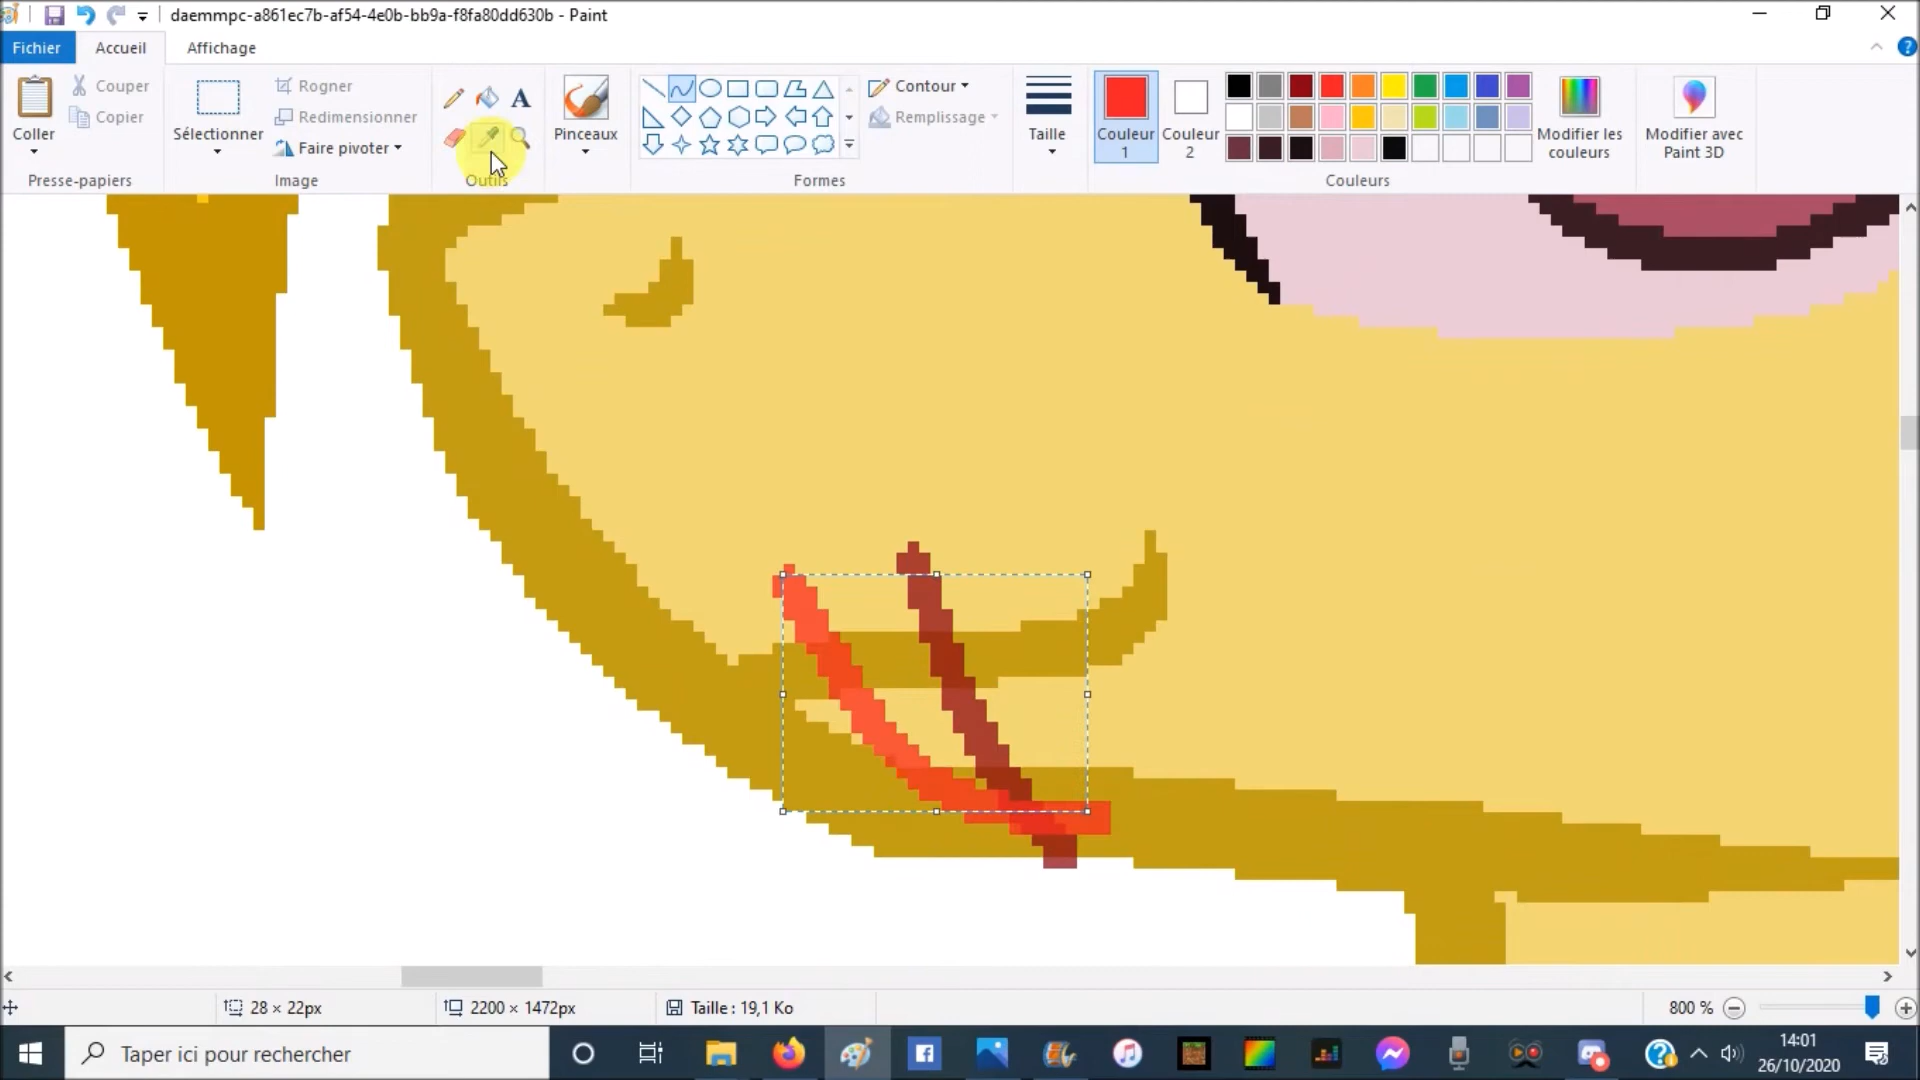 daemmpc-a861ec7b-af54-4e0b-bb9a-f8fa80dd630b - Paint
Fichier Accueil Affichage
Coller
Couper
Copier
Presse-papiers
Sélectionner
Rogner
Redimensionner
Faire pivoter
Image
A
Outils
Pinceaux
Contour
Remplissage
Formes
Taille
Couleur
1
Couleur
2
Couleurs
Modifier les
couleurs
Modifier avec
Paint 3D
28 × 22px
2200 × 1472px
Taille : 19,1 Ko
800 %
Taper ici pour rechercher
14:01
26/10/2020